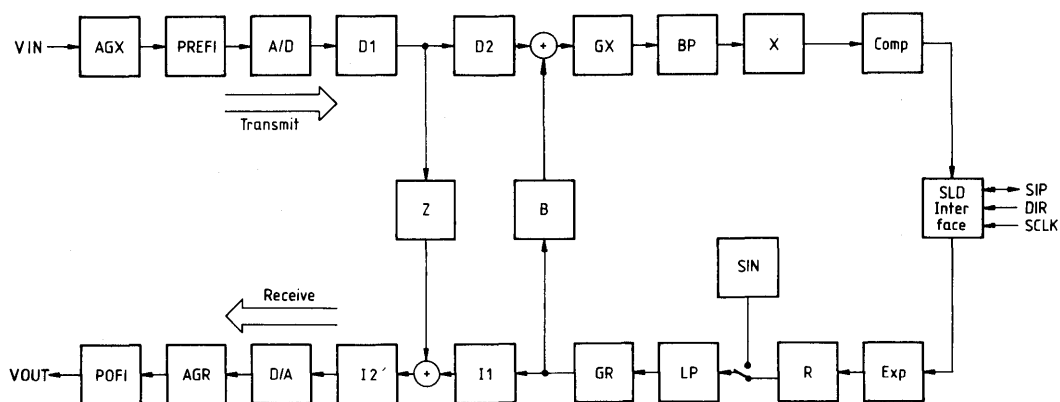 VIN
AGX
PREFI
A/D
D1
D2
+
GX
BP
X
Comp
Transmit
Z
B
SLD
Inter
face
SIP
DIR
SCLK
SIN
Receive
VOUT
POFI
AGR
D/A
I2'
+
I1
GR
LP
R
Exp